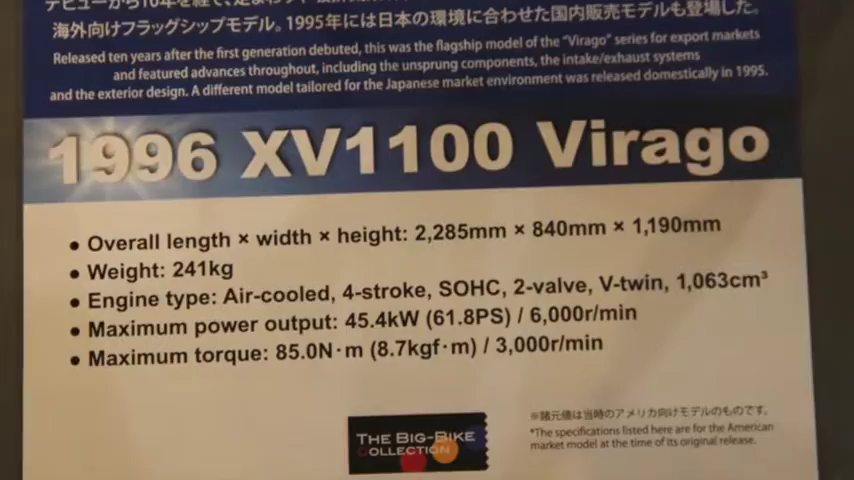 海外向けフラッグシップモデル。1995年には日本の環境に合わせた国内販売モデルも登場した。
Released ten years after the first generation debuted, this was the flagship model of the “Virago” series for export markets
and featured advances throughout, including the unsprung components, the intake/exhaust systems
and the exterior design. A different model tailored for the Japanese market environment was released domestically in 1995.
1996 XV1100 Virago
● Overall length × width × height: 2,285mm × 840mm × 1,190mm
● Weight: 241kg
● Engine type: Air-cooled, 4-stroke, SOHC, 2-valve, V-twin, 1,063cm³
● Maximum power output: 45.4kW (61.8PS) / 6,000r/min
● Maximum torque: 85.0N·m (8.7kgf·m) / 3,000r/min
THE BIG-BIKE
COLLECTION
※諸元値は当時のアメリカ向けモデルのものです。
*The specifications listed here are for the American
market model at the time of its original release.